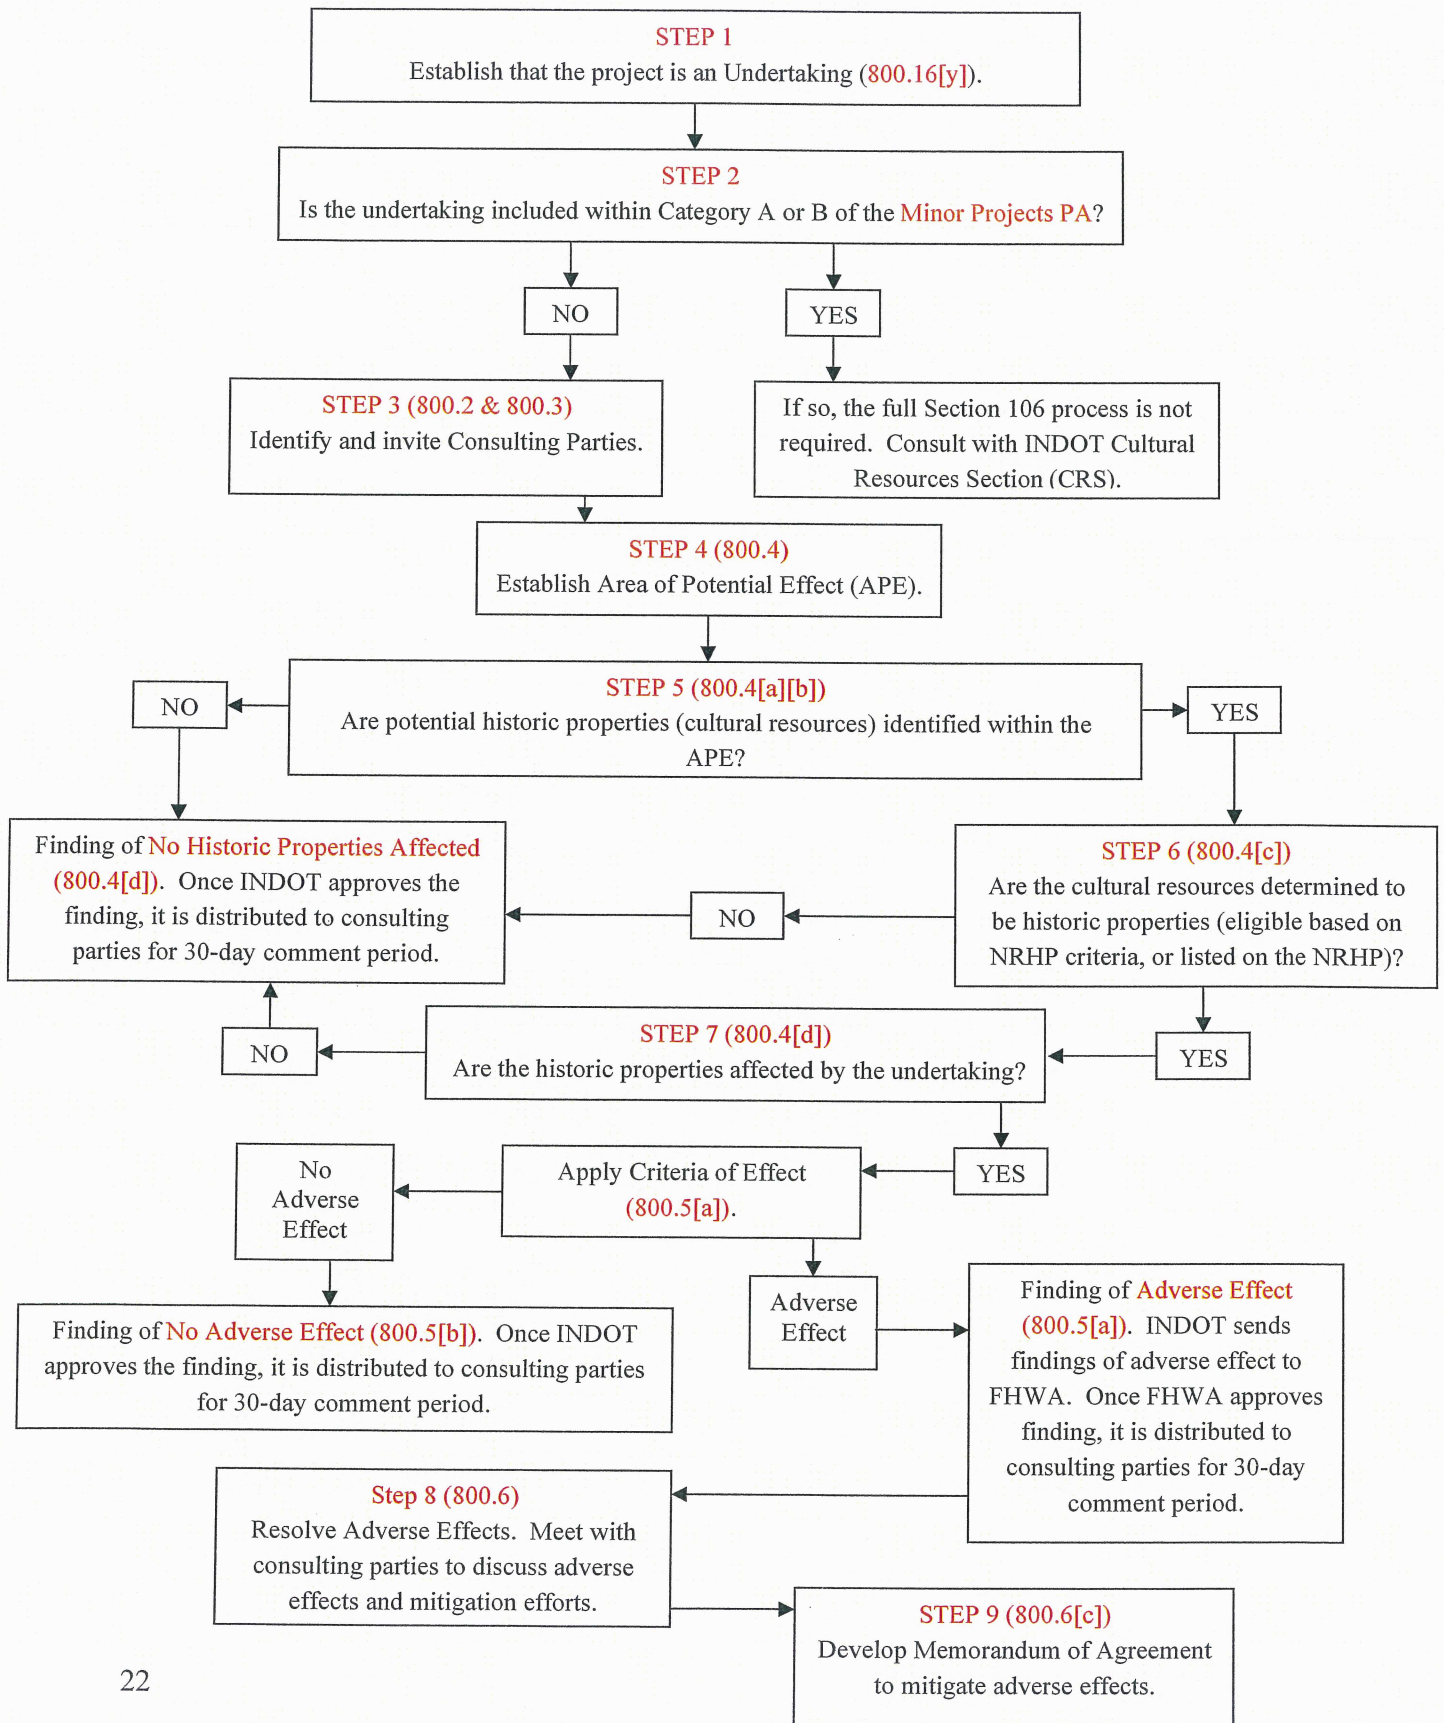 STEP 1
Establish that the project is an Undertaking (800.16[y]).
STEP 2
Is the undertaking included within Category A or B of the Minor Projects PA?
NO
YES
STEP 3 (800.2 & 800.3)
Identify and invite Consulting Parties.
If so, the full Section 106 process is not
required. Consult with INDOT Cultural
Resources Section (CRS).
STEP 4 (800.4)
Establish Area of Potential Effect (APE).
STEP 5 (800.4[a][b])
Are potential historic properties (cultural resources) identified within the
APE?
NO
YES
Finding of No Historic Properties Affected
(800.4[d]). Once INDOT approves the
finding, it is distributed to consulting
parties for 30-day comment period.
NO
STEP 6 (800.4[c])
Are the cultural resources determined to
be historic properties (eligible based on
NRHP criteria, or listed on the NRHP)?
YES
STEP 7 (800.4[d])
Are the historic properties affected by the undertaking?
NO
YES
Apply Criteria of Effect
(800.5[a]).
No
Adverse
Effect
Adverse
Effect
Finding of No Adverse Effect (800.5[b]). Once INDOT
approves the finding, it is distributed to consulting parties
for 30-day comment period.
Finding of Adverse Effect
(800.5[a]). INDOT sends
findings of adverse effect to
FHWA. Once FHWA approves
finding, it is distributed to
consulting parties for 30-day
comment period.
Step 8 (800.6)
Resolve Adverse Effects. Meet with
consulting parties to discuss adverse
effects and mitigation efforts.
STEP 9 (800.6[c])
Develop Memorandum of Agreement
to mitigate adverse effects.
22